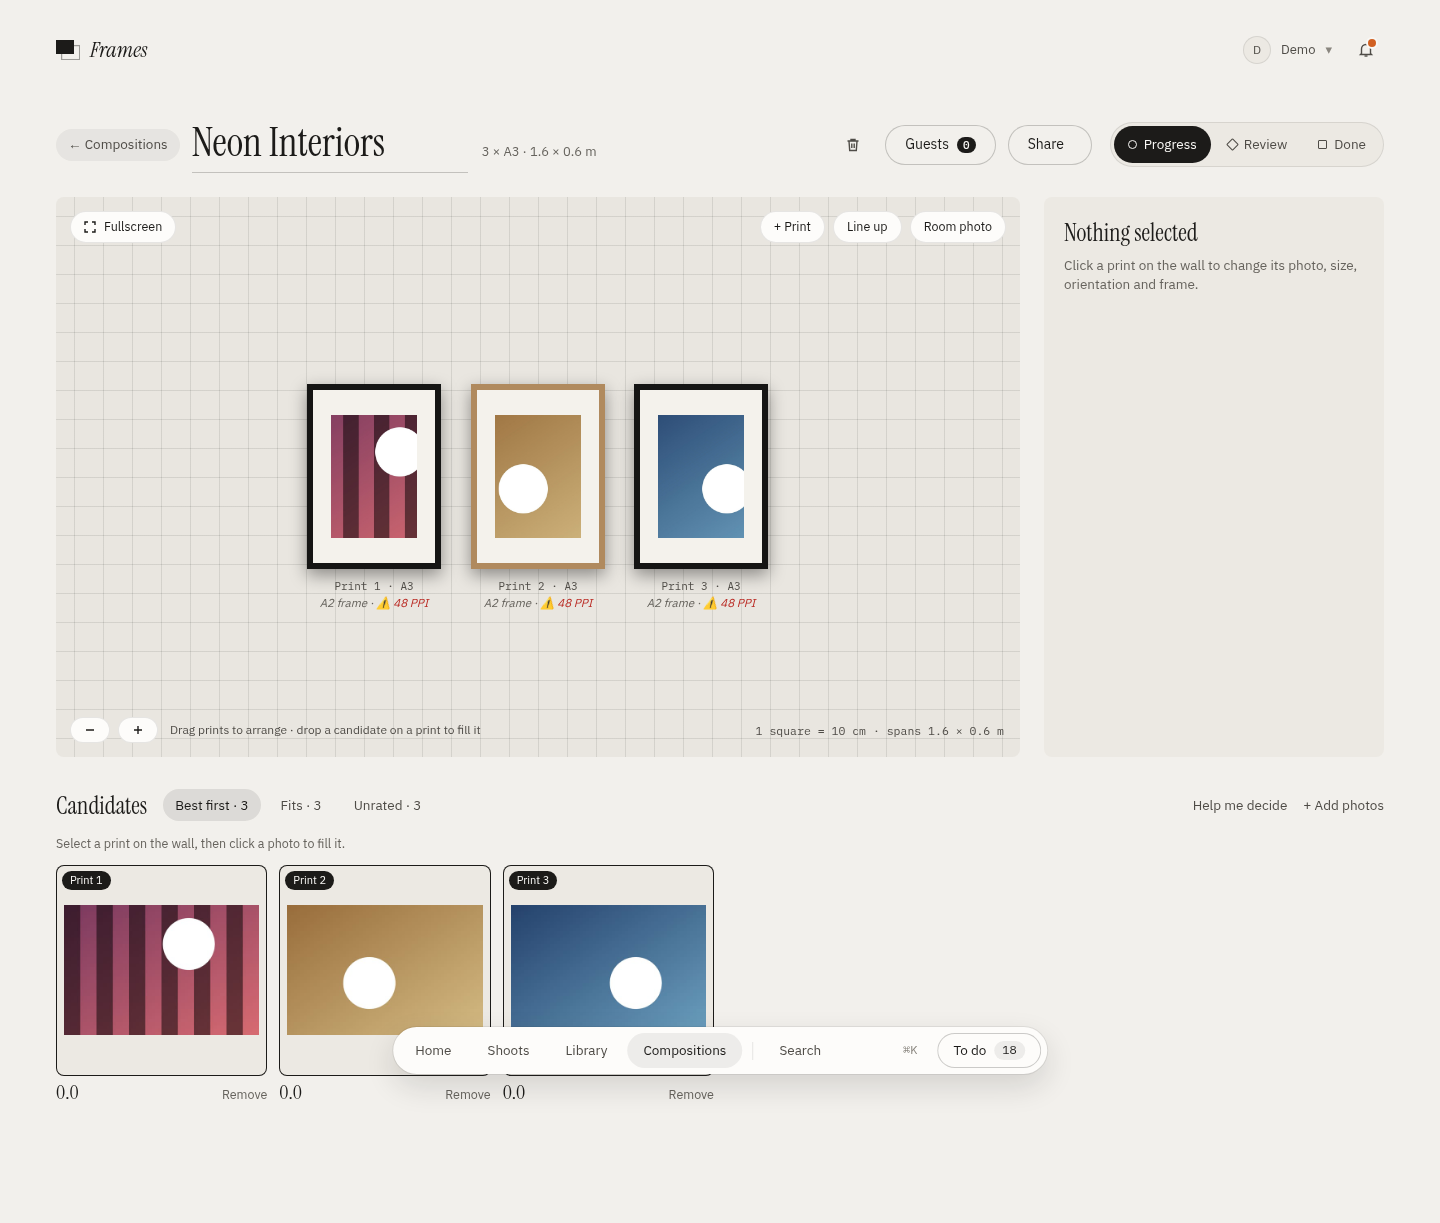 Frames
D Demo ▾
← Compositions
Neon Interiors
3 × A3 · 1.6 × 0.6 m
Guests 0
Share
Progress
Review
Done
Fullscreen
+ Print
Line up
Room photo
Nothing selected
Click a print on the wall to change its photo, size,
orientation and frame.
Print 1 · A3
A2 frame · ⚠️ 48 PPI
Print 2 · A3
A2 frame · ⚠️ 48 PPI
Print 3 · A3
A2 frame · ⚠️ 48 PPI
− + Drag prints to arrange · drop a candidate on a print to fill it
1 square = 10 cm · spans 1.6 × 0.6 m
Candidates
Best first · 3
Fits · 3
Unrated · 3
Help me decide
+ Add photos
Select a print on the wall, then click a photo to fill it.
Print 1
Print 2
Print 3
Home
Shoots
Library
Compositions
Search
⌘K
To do 18
0.0 Remove
0.0 Remove
0.0 Remove